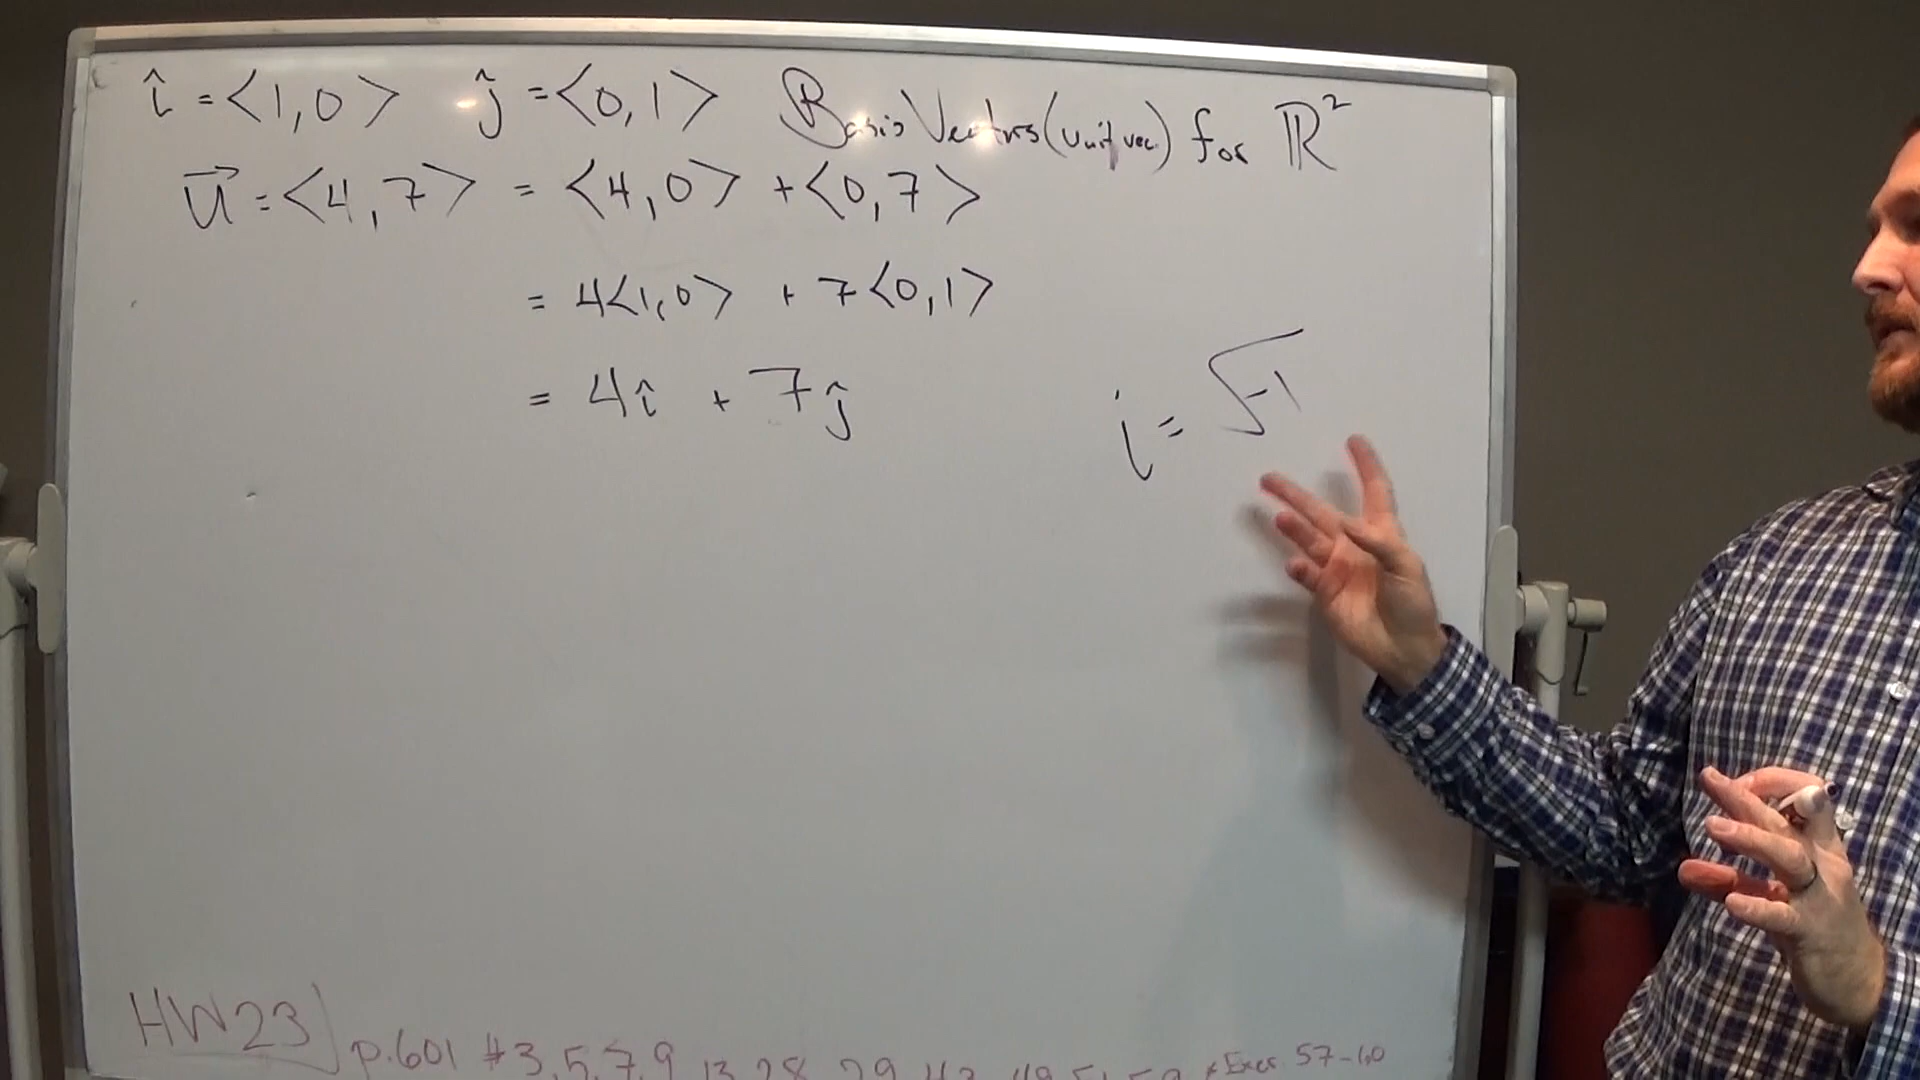 î = <1,0> ĵ = <0,1> Basis Vectors (unit vec.) for ℝ²
u⃗ = <4,7> = <4,0> + <0,7>
= 4<1,0> + 7<0,1>
= 4î + 7ĵ
i = √-1
HW23) p.601 #3,5,7,9 13 28 29 43 49 51 59 * Exer. 57-60